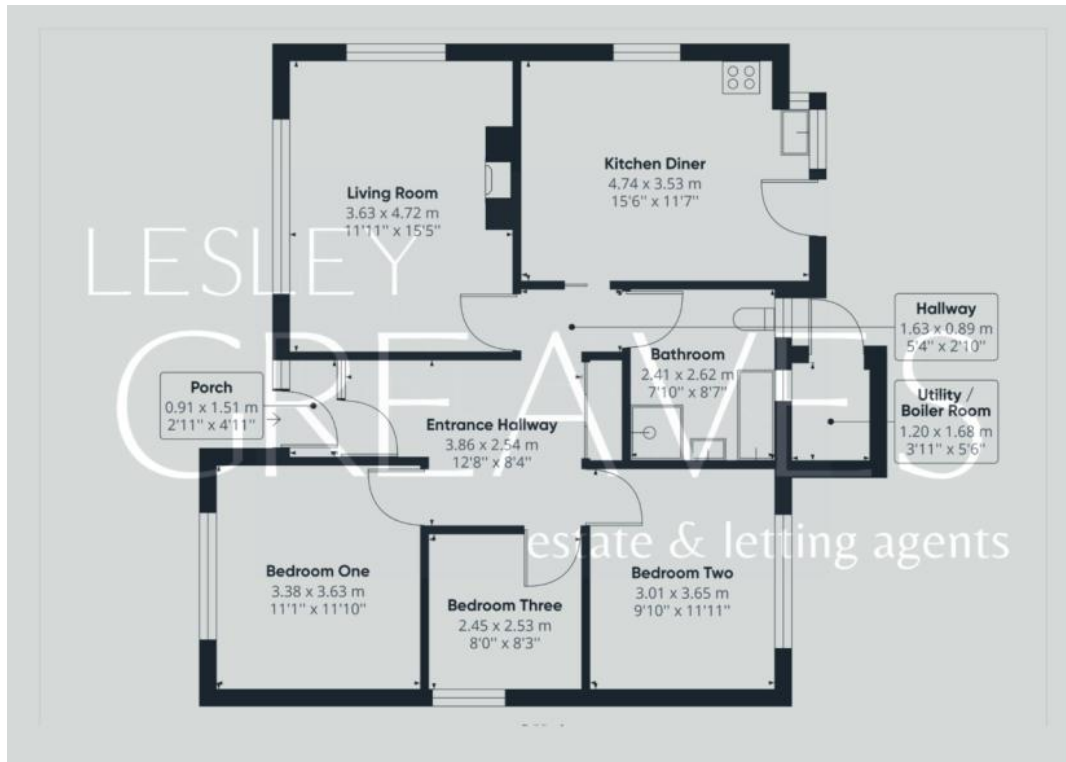 Living Room
3.63 x 4.72 m
11'11" x 15'5"
Kitchen Diner
4.74 x 3.53 m
15'6" x 11'7"
LESLEY
GREAVES
estate & letting agents
Hallway
1.63 x 0.89 m
5'4" x 2'10"
Bathroom
2.41 x 2.62 m
7'10" x 8'7"
Porch
0.91 x 1.51 m
2'11" x 4'11"
Entrance Hallway
3.86 x 2.54 m
12'8" x 8'4"
Utility /
Boiler Room
1.20 x 1.68 m
3'11" x 5'6"
Bedroom One
3.38 x 3.63 m
11'1" x 11'10"
Bedroom Three
2.45 x 2.53 m
8'0" x 8'3"
Bedroom Two
3.01 x 3.65 m
9'10" x 11'11"